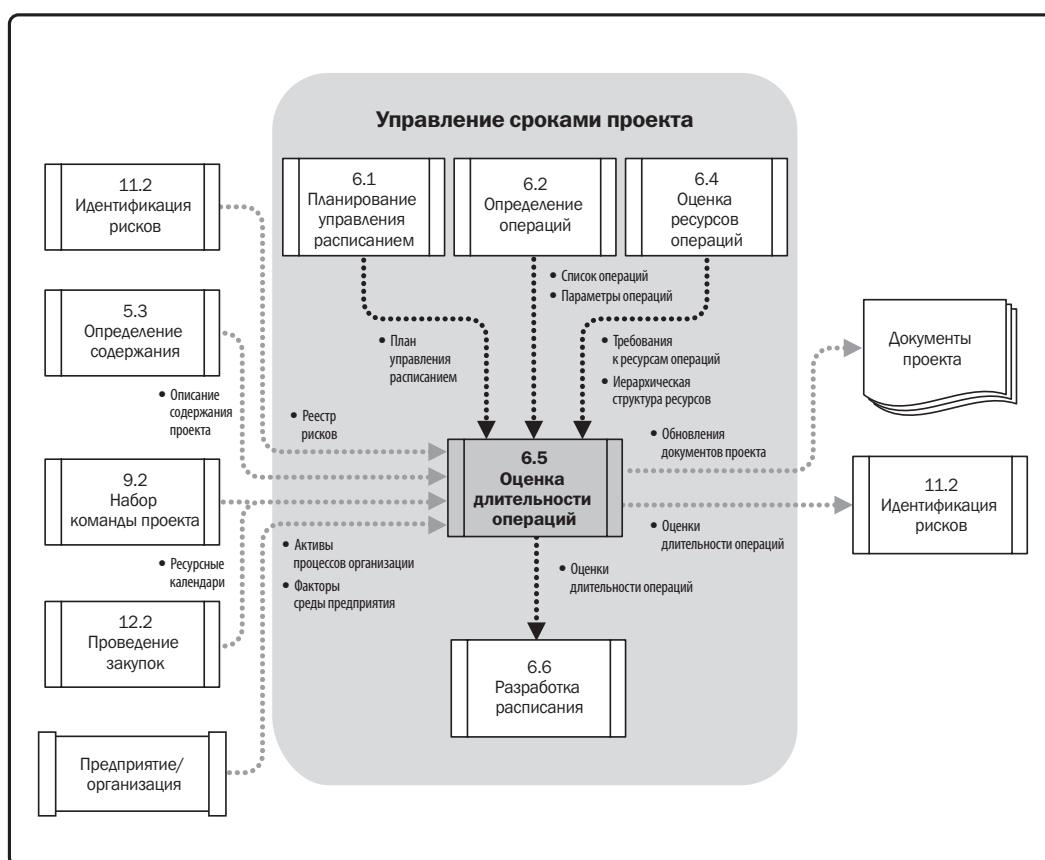 Управление сроками проекта
11.2
Идентификация
рисков
6.1
Планирование
управления
расписанием
6.2
Определение
операций
6.4
Оценка
ресурсов
операций
5.3
Определение
содержания
• Описание
содержания
проекта
• Список операций
• Параметры операций
• План
управления
расписанием
• Требования
к ресурсам операций
• Иерархическая
структура ресурсов
Документы
проекта
• Реестр
рисков
9.2
Набор
команды проекта
• Ресурсные
календари
6.5
Оценка
длительности
операций
• Обновления
документов проекта
• Оценки
длительности операций
11.2
Идентификация
рисков
• Активы
процессов организации
• Факторы
среды предприятия
• Оценки
длительности операций
12.2
Проведение
закупок
6.6
Разработка
расписания
Предприятие/
организация